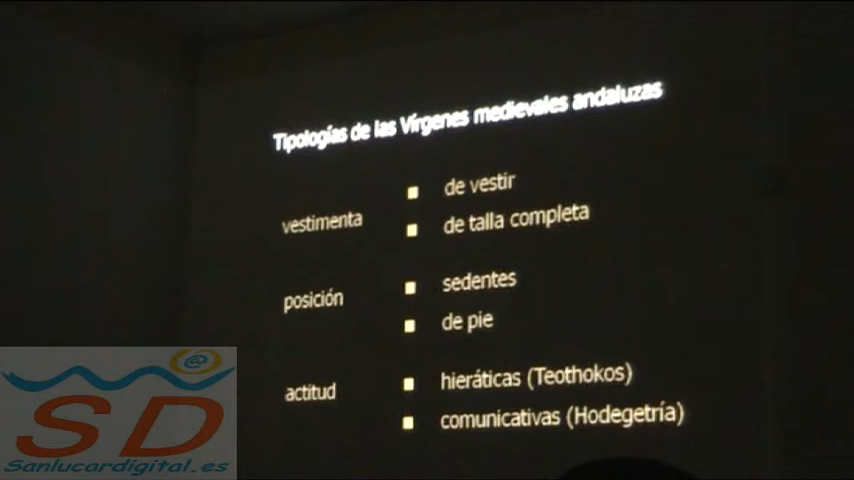 Tipologías de las Vírgenes medievales andaluzas
vestimenta
de vestir
de talla completa
posición
sedentes
de pie
actitud
hieráticas (Teothokos)
comunicativas (Hodegetría)
@
SD
Sanlucardigital.es